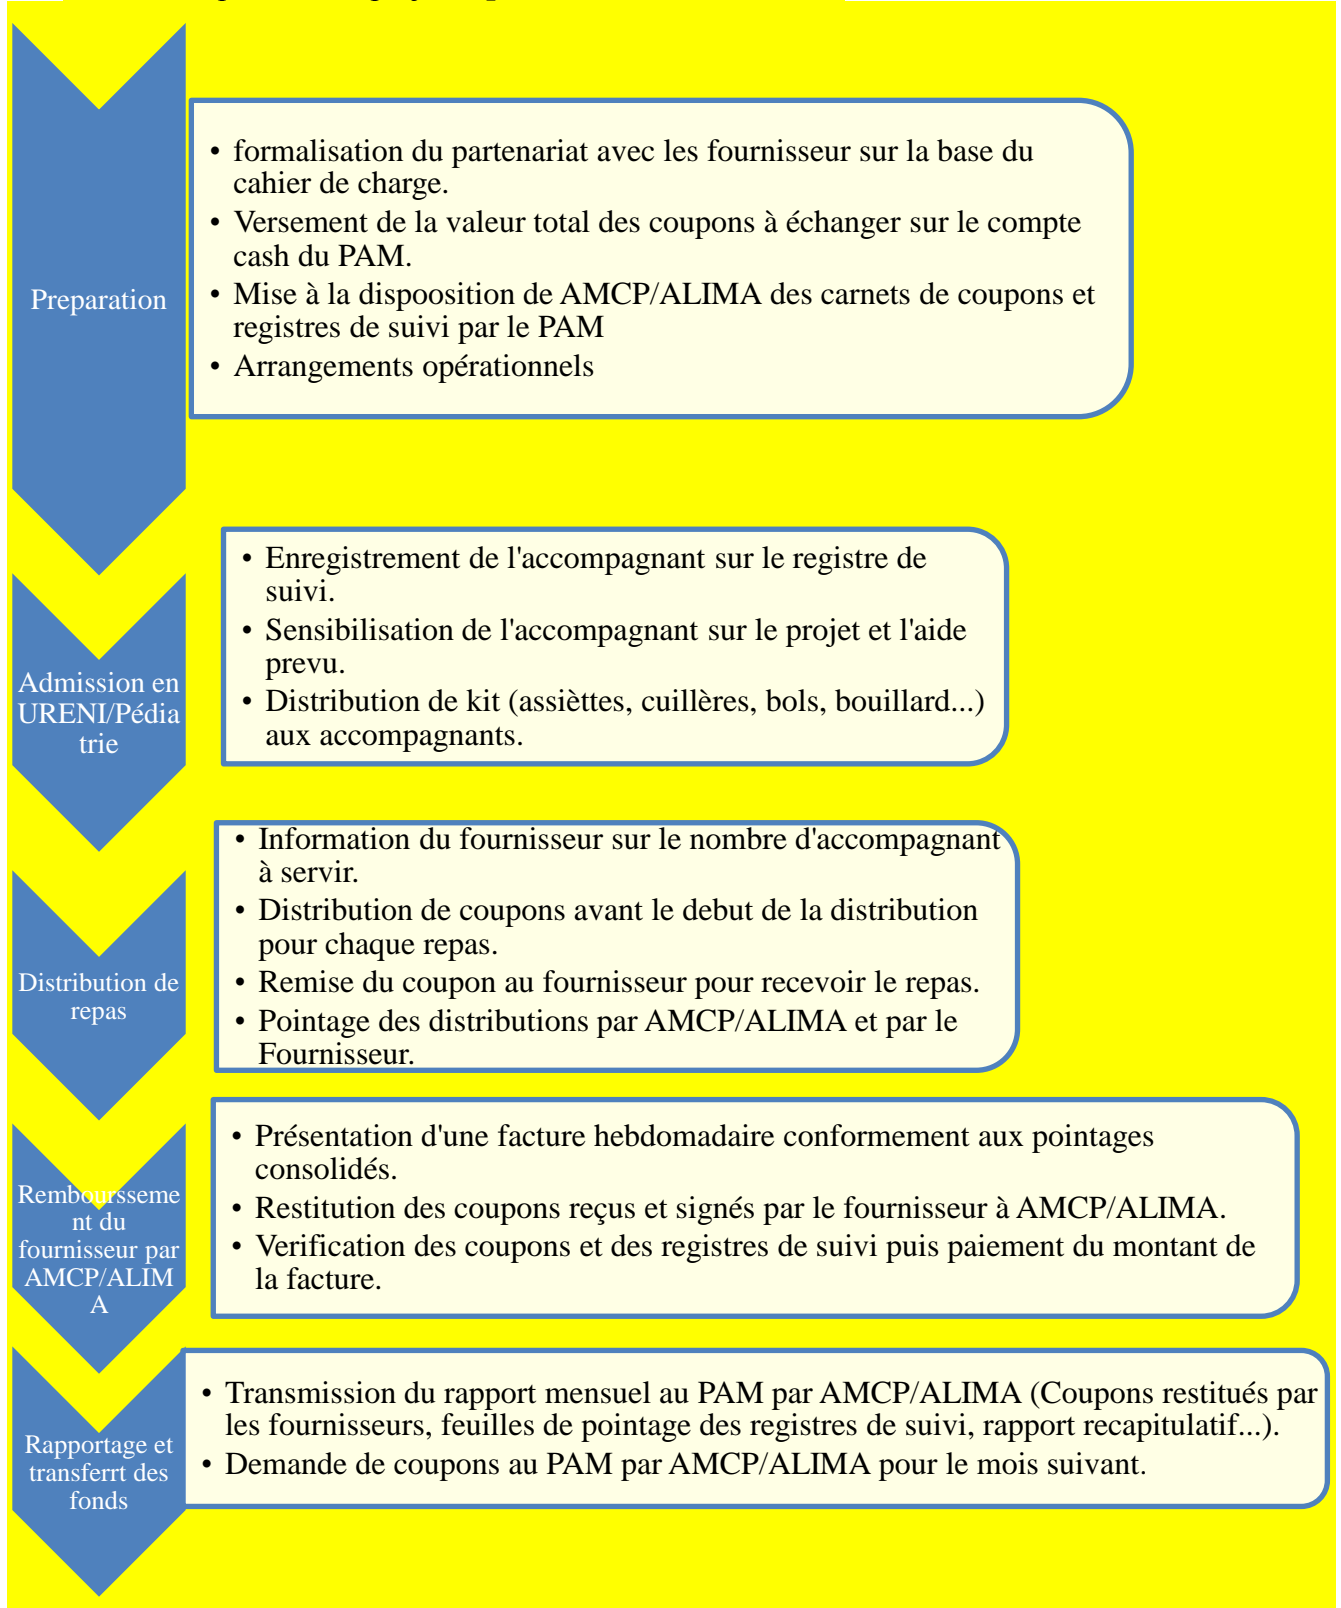 Preparation
• formalisation du partenariat avec les fournisseur sur la base du
cahier de charge.
• Versement de la valeur total des coupons à échanger sur le compte
cash du PAM.
• Mise à la dispoosition de AMCP/ALIMA des carnets de coupons et
registres de suivi par le PAM
• Arrangements opérationnels
Admission en
URENI/Pédia
trie
• Enregistrement de l'accompagnant sur le registre de
suivi.
• Sensibilisation de l'accompagnant sur le projet et l'aide
prevu.
• Distribution de kit (assièttes, cuillères, bols, bouillard...)
aux accompagnants.
Distribution de
repas
• Information du fournisseur sur le nombre d'accompagnant
à servir.
• Distribution de coupons avant le debut de la distribution
pour chaque repas.
• Remise du coupon au fournisseur pour recevoir le repas.
• Pointage des distributions par AMCP/ALIMA et par le
Fournisseur.
Remboursseme
nt du
fournisseur par
AMCP/ALIM
A
• Présentation d'une facture hebdomadaire conformement aux pointages
consolidés.
• Restitution des coupons reçus et signés par le fournisseur à AMCP/ALIMA.
• Verification des coupons et des registres de suivi puis paiement du montant de
la facture.
Rapportage et
transferrt des
fonds
• Transmission du rapport mensuel au PAM par AMCP/ALIMA (Coupons restitués par
les fournisseurs, feuilles de pointage des registres de suivi, rapport recapitulatif...).
• Demande de coupons au PAM par AMCP/ALIMA pour le mois suivant.